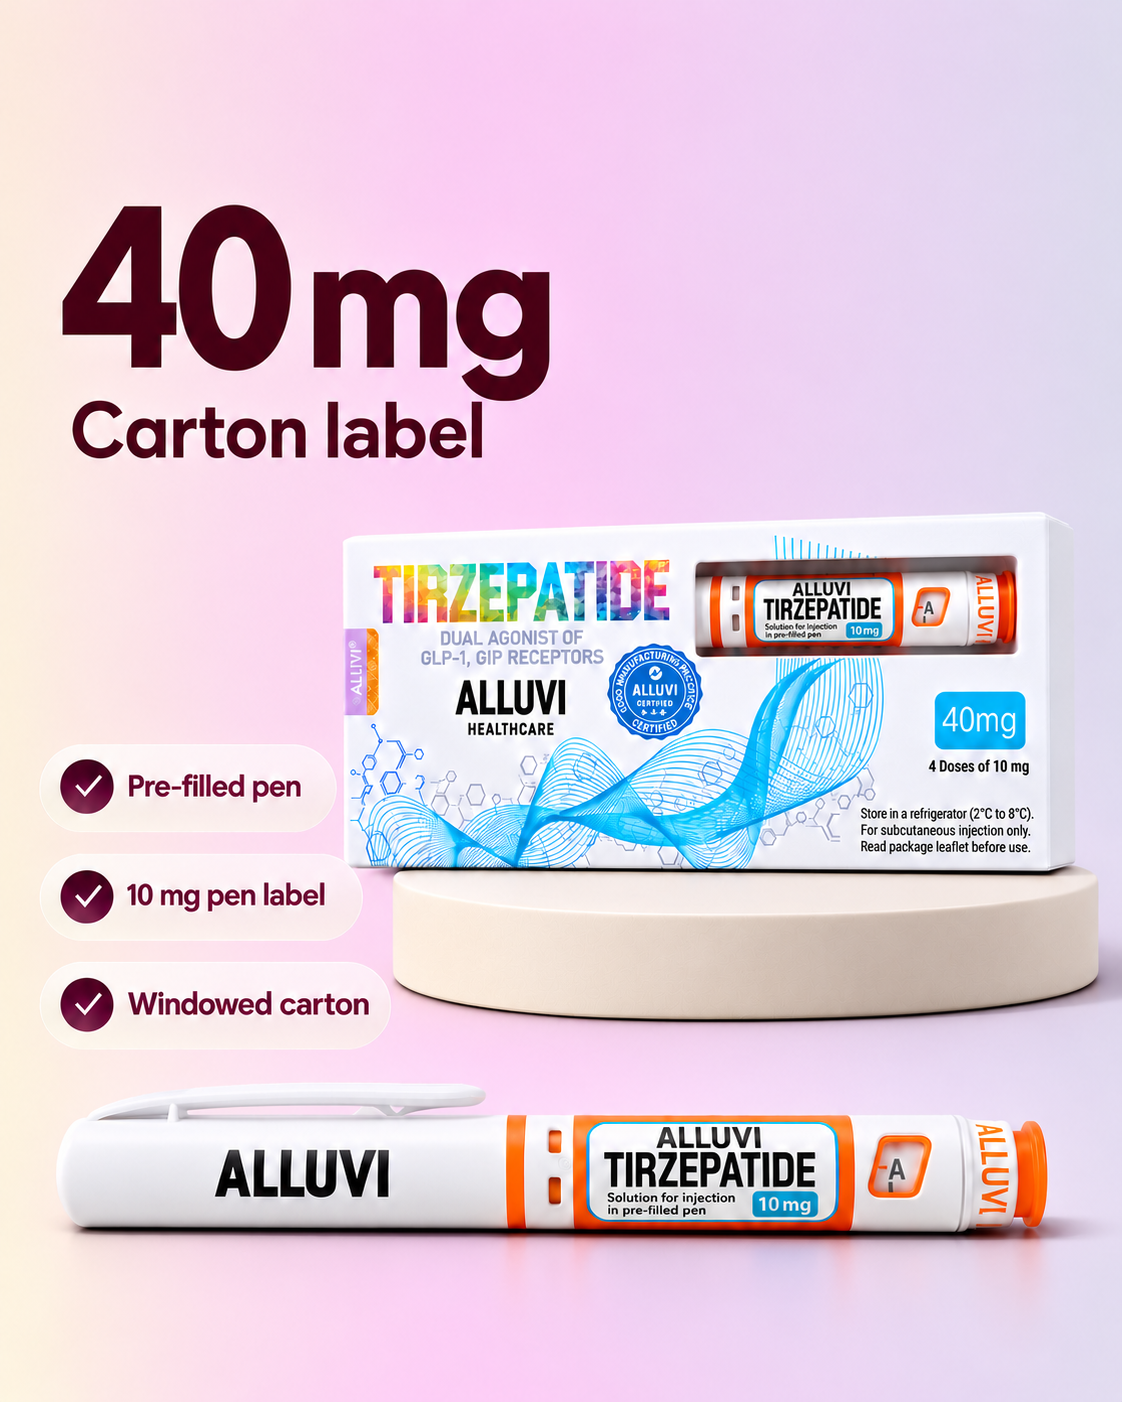 40 mg
Carton label
TIRZEPATIDE
DUAL AGONIST OF
GLP-1, GIP RECEPTORS
ALLUVI
HEALTHCARE
ALLIVI®
ALLUVI
CERTIFIED
CERTIFIED
ALLUVI
TIRZEPATIDE
Solution for injection
in pre-filled pen
10 mg
A
ALLUVI
40mg
4 Doses of 10 mg
Store in a refrigerator (2°C to 8°C).
For subcutaneous injection only.
Read package leaflet before use.
Pre-filled pen
10 mg pen label
Windowed carton
ALLUVI
ALLUVI
TIRZEPATIDE
Solution for injection
in pre-filled pen
10 mg
A
ALLUVI